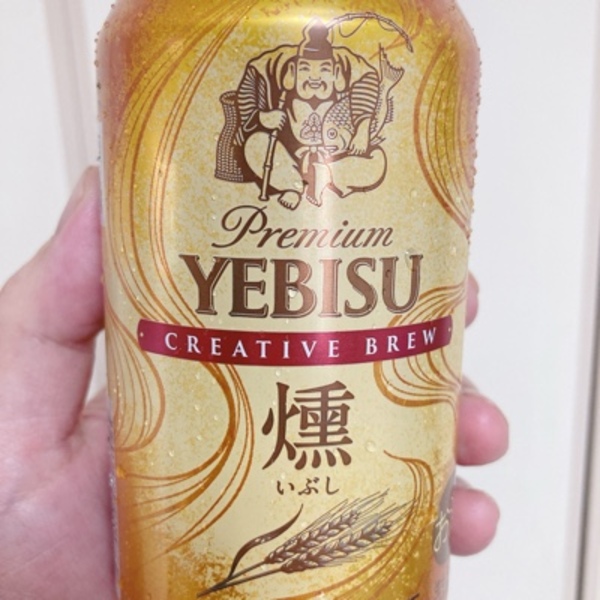 Premium
YEBISU
CREATIVE BREW
燻
いぶし